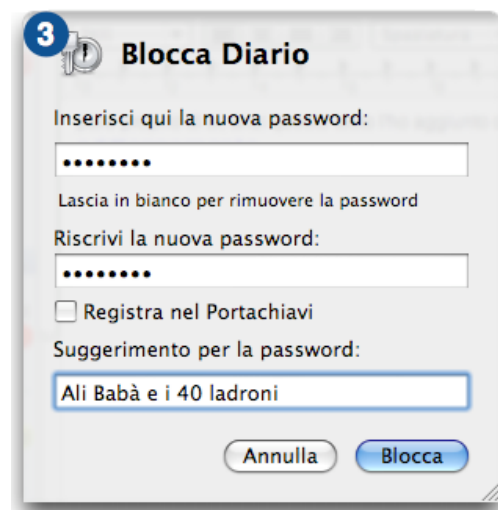 3
Blocca Diario
Inserisci qui la nuova password:
••••••••
Lascia in bianco per rimuovere la password
Riscrivi la nuova password:
••••••••
Registra nel Portachiavi
Suggerimento per la password:
Ali Babà e i 40 ladroni
Annulla Blocca